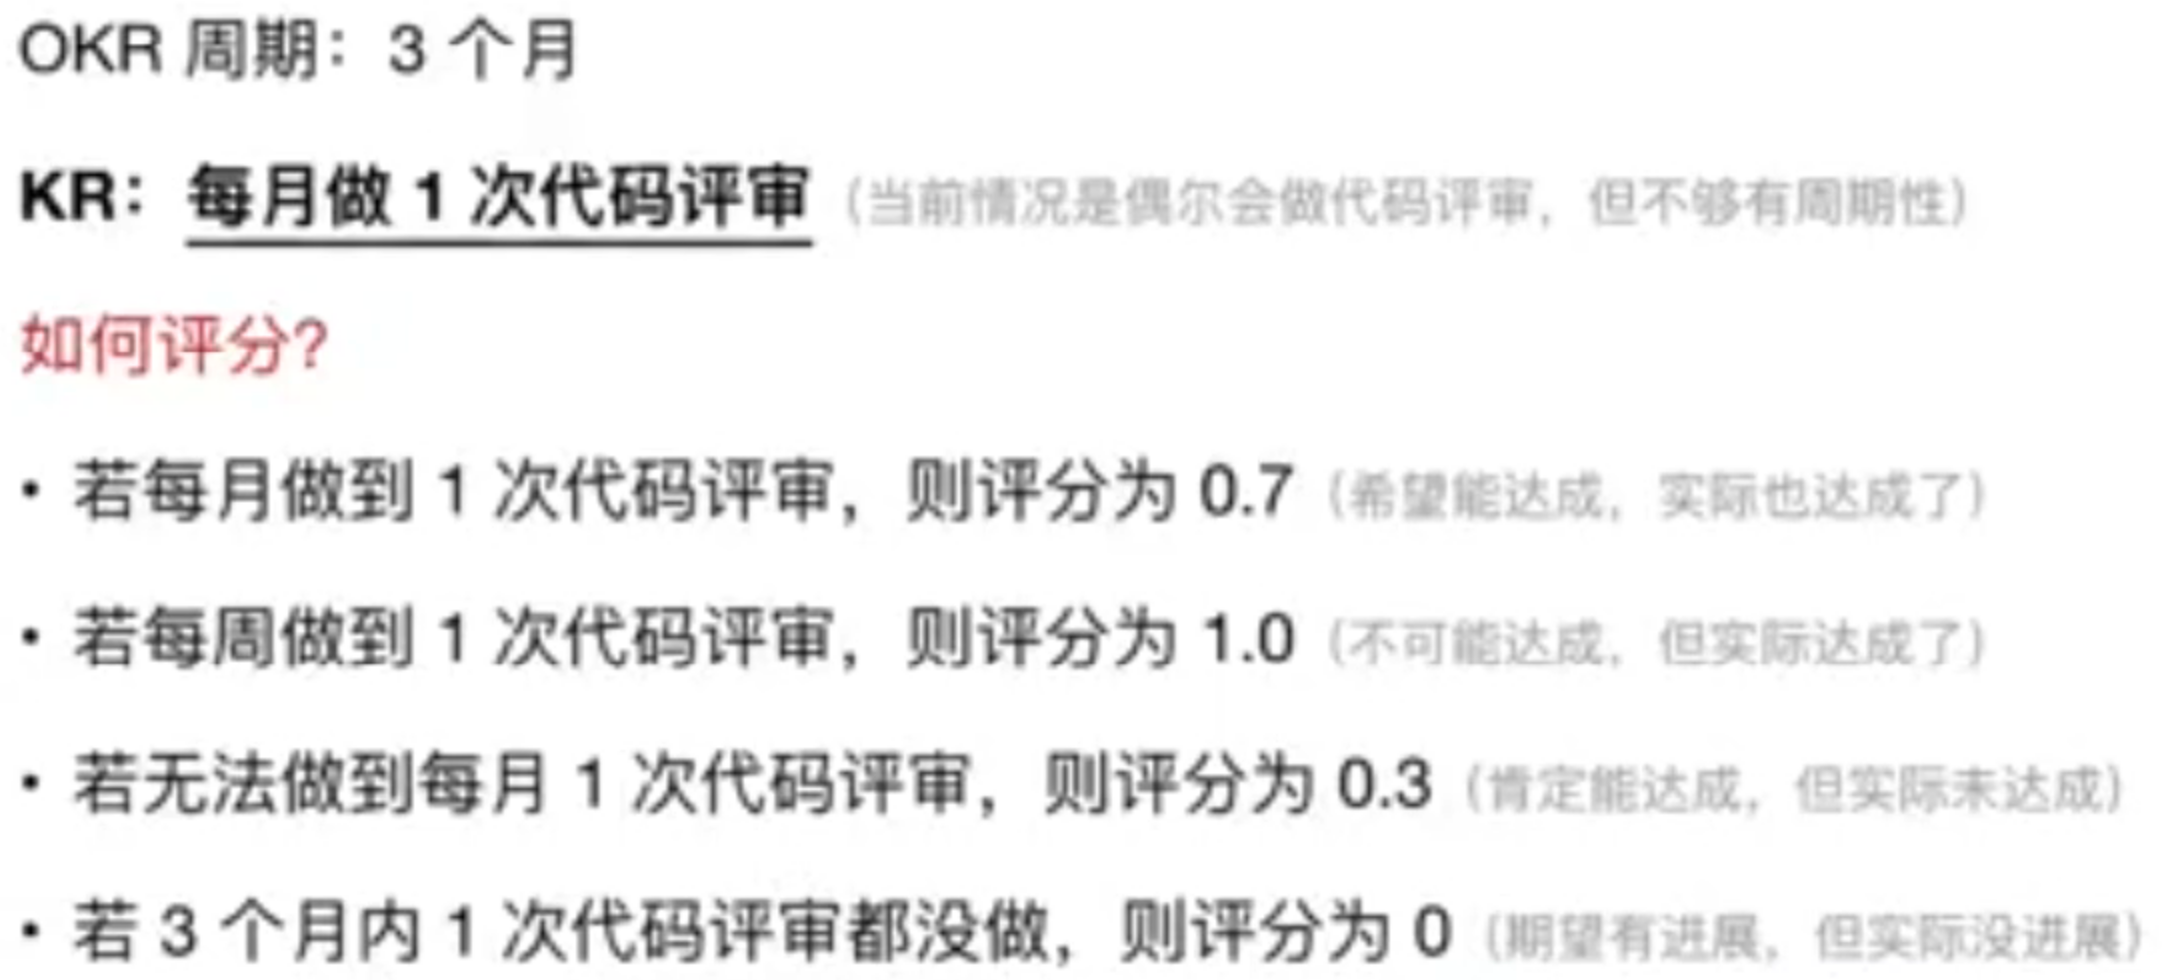 OKR 周期：3 个月
KR：每月做 1 次代码评审（当前情况是偶尔会做代码评审，但不够有周期性）
如何评分？
• 若每月做到 1 次代码评审，则评分为 0.7（希望能达成，实际也达成了）
• 若每周做到 1 次代码评审，则评分为 1.0（不可能达成，但实际达成了）
• 若无法做到每月 1 次代码评审，则评分为 0.3（肯定能达成，但实际未达成）
• 若 3 个月内 1 次代码评审都没做，则评分为 0（期望有进展，但实际没进展）